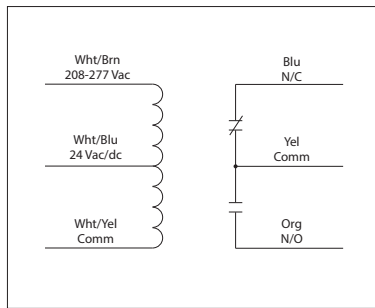 Wht/Brn
208-277 Vac
Wht/Blu
24 Vac/dc
Wht/Yel
Comm
Blu
N/C
Yel
Comm
Org
N/O